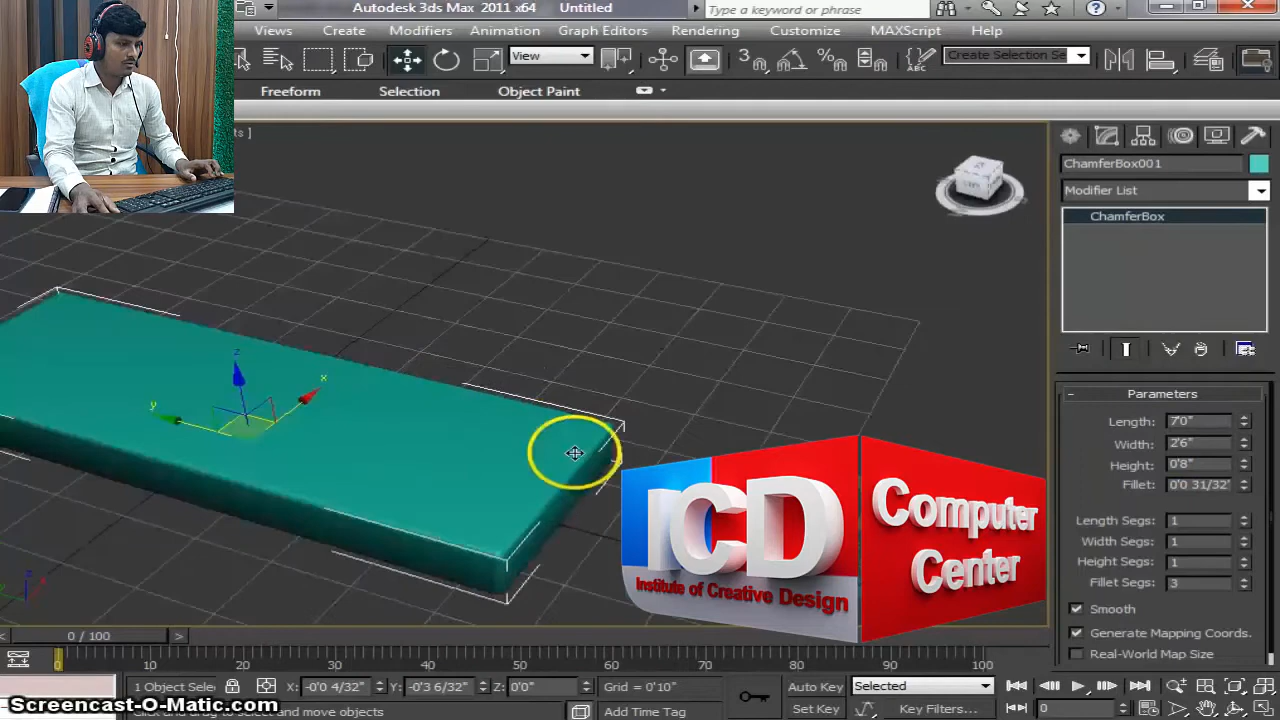 Autodesk 3ds Max 2011 x64 Untitled
Type a keyword or phrase
Views Create Modifiers Animation Graph Editors Rendering Customize MAXScript Help
View
3
Create Selection Se
Freeform Selection Object Paint
ts ]
ChamferBox001
Modifier List
ChamferBox
z
x
y
Parameters
Length: 7'0"
Width: 2'6"
Height: 0'8"
Fillet: 0'0 31/32"
Length Segs: 1
Width Segs: 1
Height Segs: 1
Fillet Segs: 3
Smooth
Generate Mapping Coords.
Real-World Map Size
ICD
Institute of Creative Design
Computer
Center
0 / 100
0 10 20 30 40 50 60 70 80 90 100
1 Object Selec X: -0'0 4/32" Y: -0'3 6/32" Z: 0'0" Grid = 0'10" Auto Key Selected
Click and drag to select and move objects Add Time Tag Set Key Key Filters... 0
Screencast-O-Matic.com